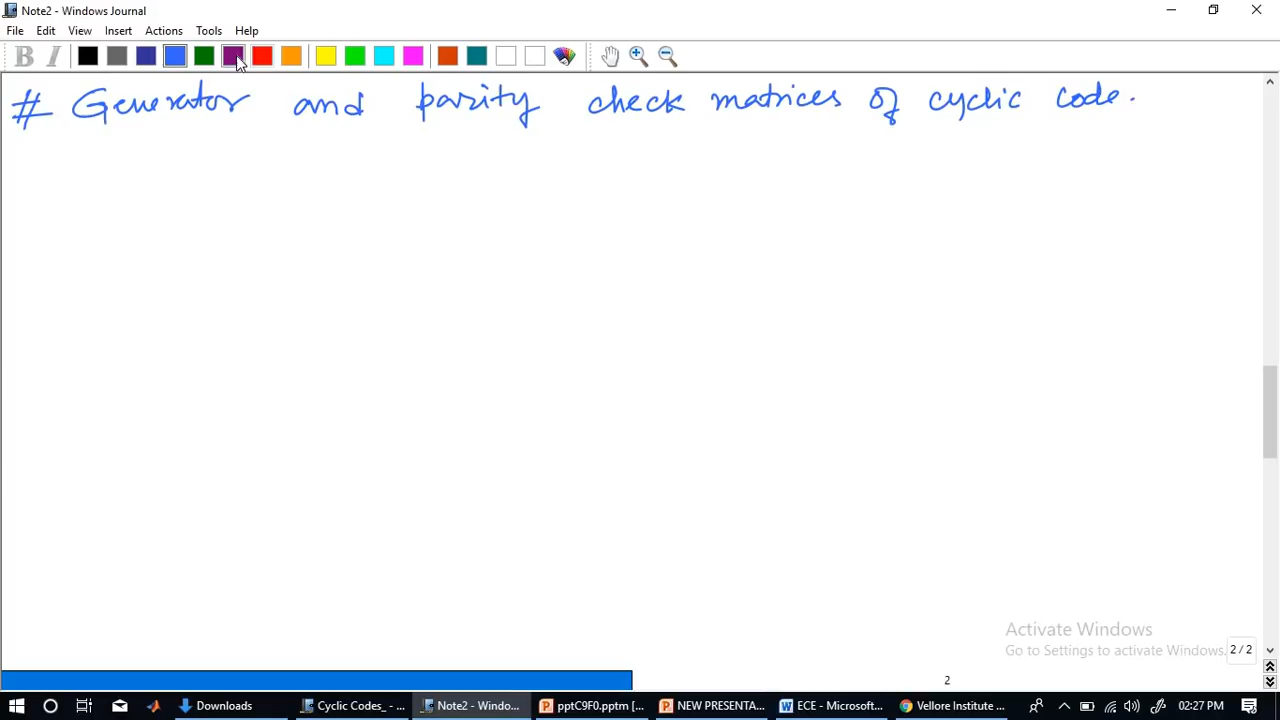 Note2 - Windows Journal
File Edit View Insert Actions Tools Help
B I
# Generator and parity check matrices of cyclic code.
Activate Windows
Go to Settings to activate Windows.
2 / 2
2
Downloads Cyclic Codes_ - ... Note2 - Windo... pptC9F0.pptm [... NEW PRESENTA... ECE - Microsoft... Vellore Institute ... 02:27 PM